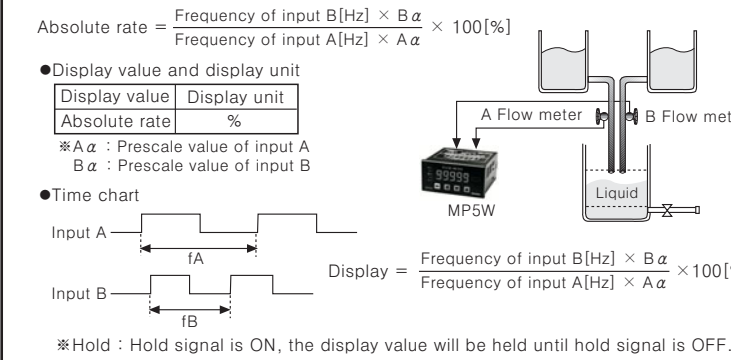 Absolute rate = Frequency of input B[Hz] × Bα / Frequency of input A[Hz] × Aα × 100[%]
●Display value and display unit
Display value Display unit
Absolute rate %
※Aα : Prescale value of input A
Bα : Prescale value of input B
A Flow meter
B Flow met
99999
MP5W
Liquid
●Time chart
Input A
fA
Input B
fB
Display = Frequency of input B[Hz] × Bα / Frequency of input A[Hz] × Aα ×100[
※Hold : Hold signal is ON, the display value will be held until hold signal is OFF.